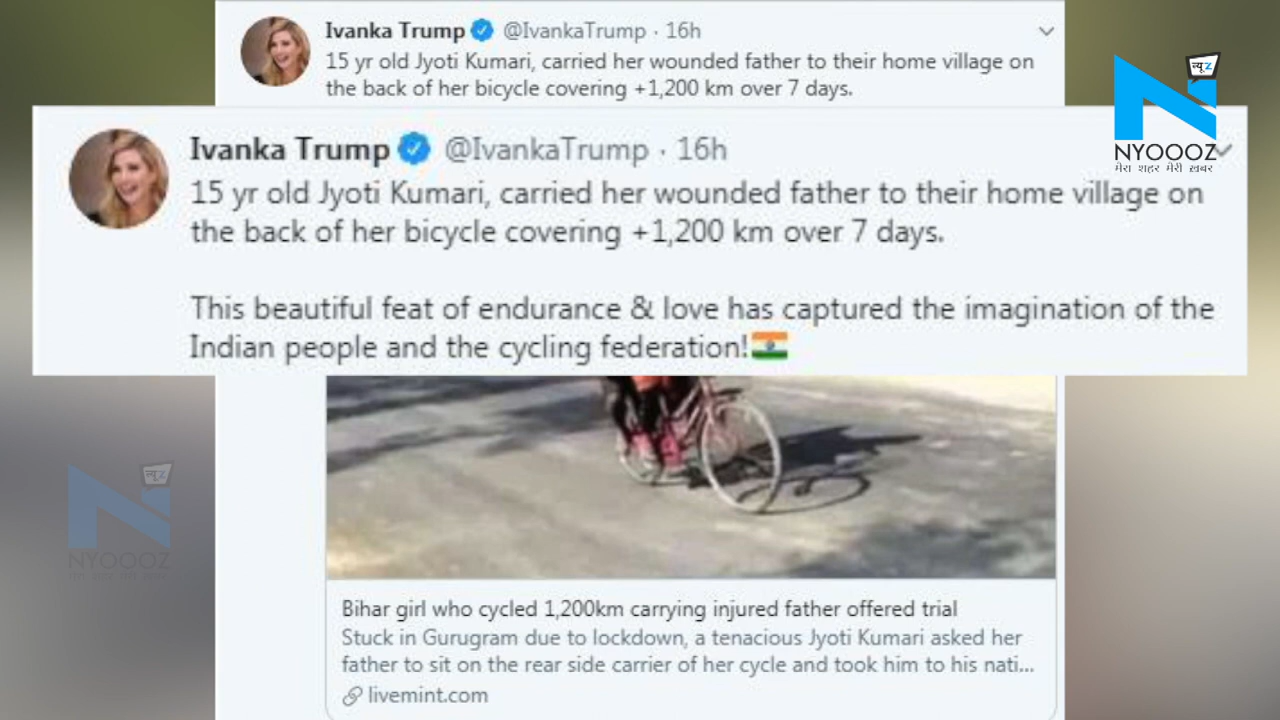 Ivanka Trump @IvankaTrump · 16h
15 yr old Jyoti Kumari, carried her wounded father to their home village on
the back of her bicycle covering +1,200 km over 7 days.
न्यूz
NYOOOZ
मेरा शहर मेरी ख़बर
Ivanka Trump @IvankaTrump · 16h
15 yr old Jyoti Kumari, carried her wounded father to their home village on
the back of her bicycle covering +1,200 km over 7 days.
This beautiful feat of endurance & love has captured the imagination of the
Indian people and the cycling federation!🇮🇳
न्यूz
NYOOOZ
मेरा शहर मेरी ख़बर
Bihar girl who cycled 1,200km carrying injured father offered trial
Stuck in Gurugram due to lockdown, a tenacious Jyoti Kumari asked her
father to sit on the rear side carrier of her cycle and took him to his nati...
livemint.com